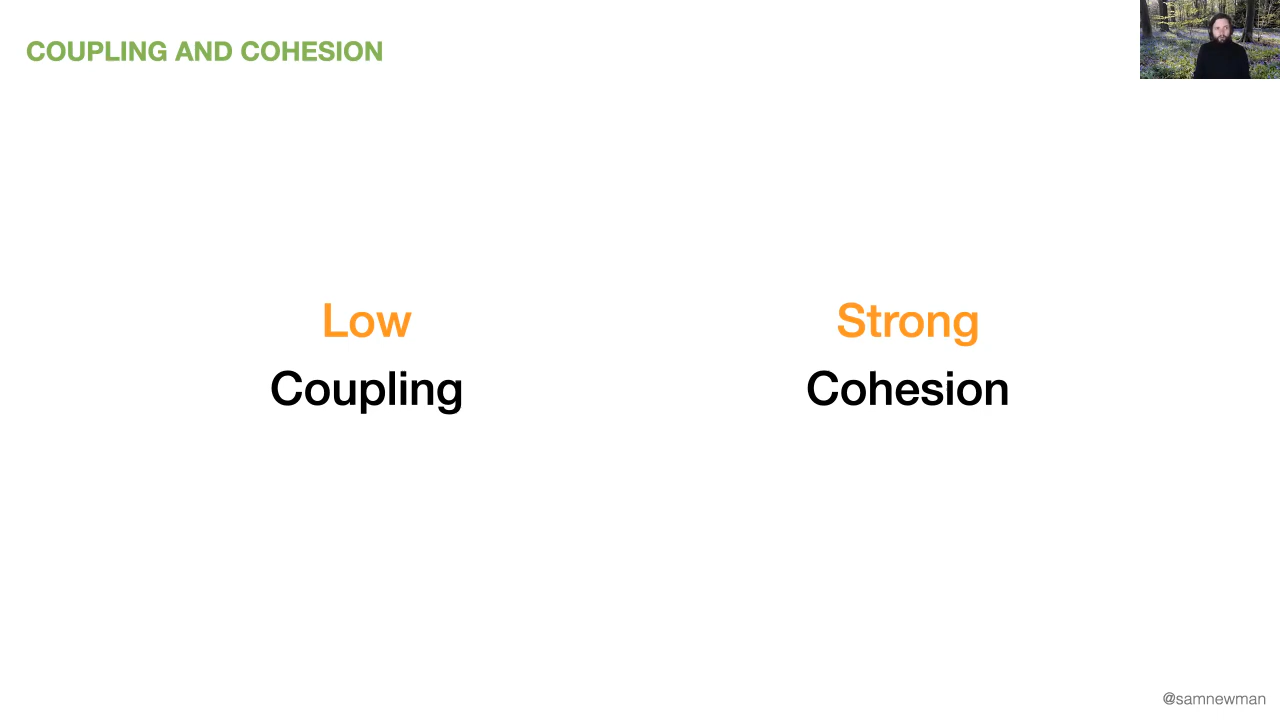 COUPLING AND COHESION
Low
Coupling
Strong
Cohesion
@samnewman